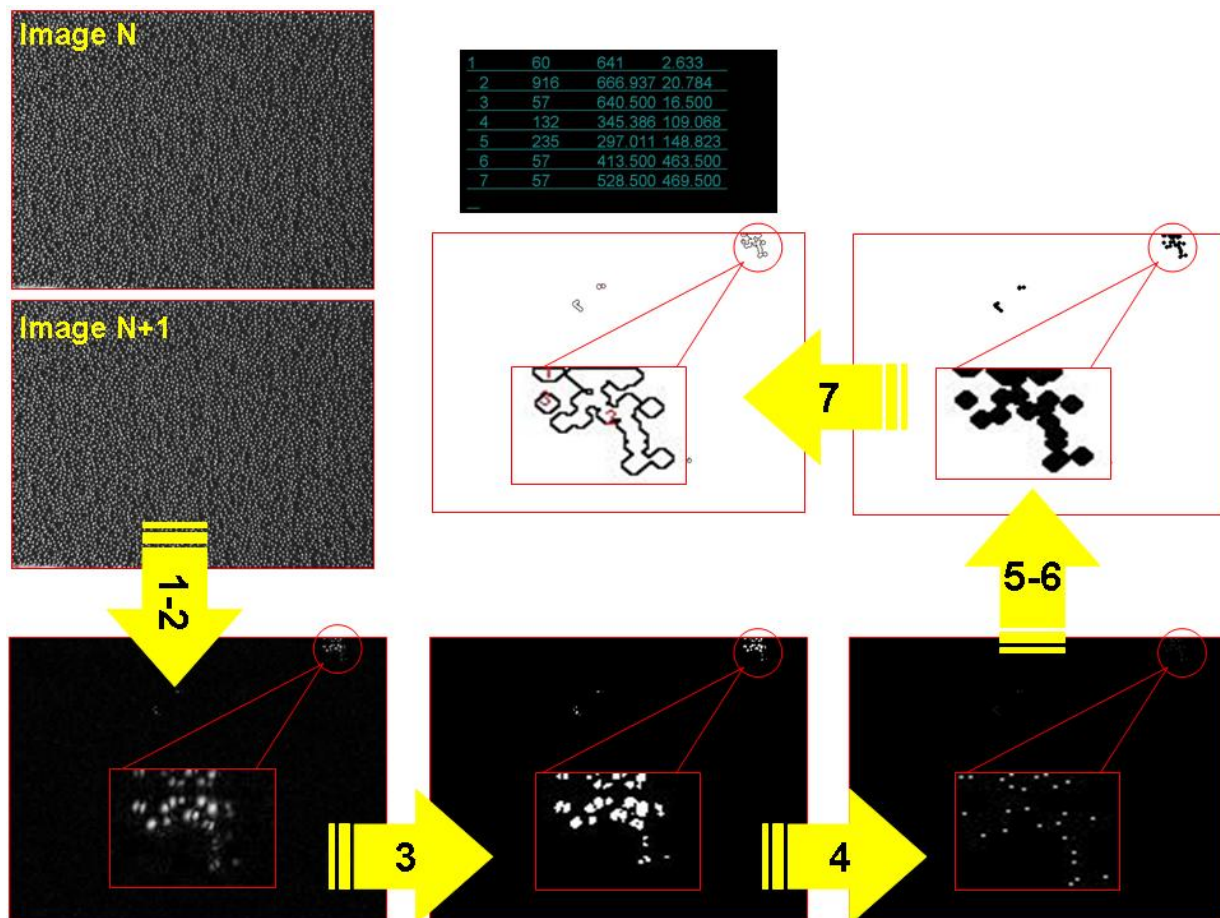 Image N
1 60 641 2.633
2 916 666.937 20.784
3 57 640.500 16.500
4 132 345.386 109.068
5 235 297.011 148.823
6 57 413.500 463.500
7 57 528.500 469.500
Image N+1
7
1-2
5-6
3
4